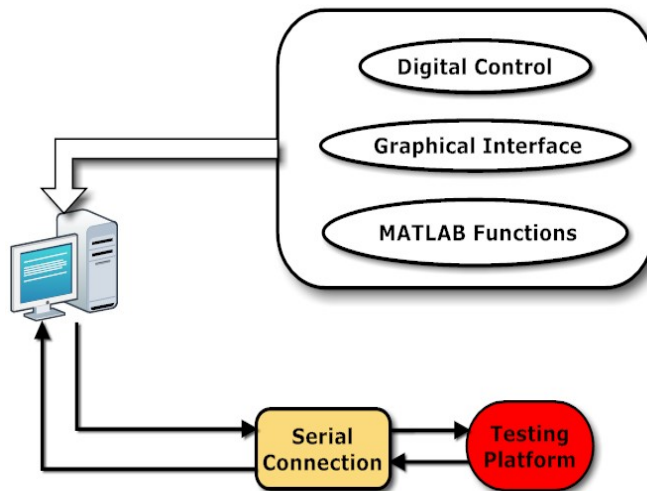 Digital Control
Graphical Interface
MATLAB Functions
Serial
Connection
Testing
Platform